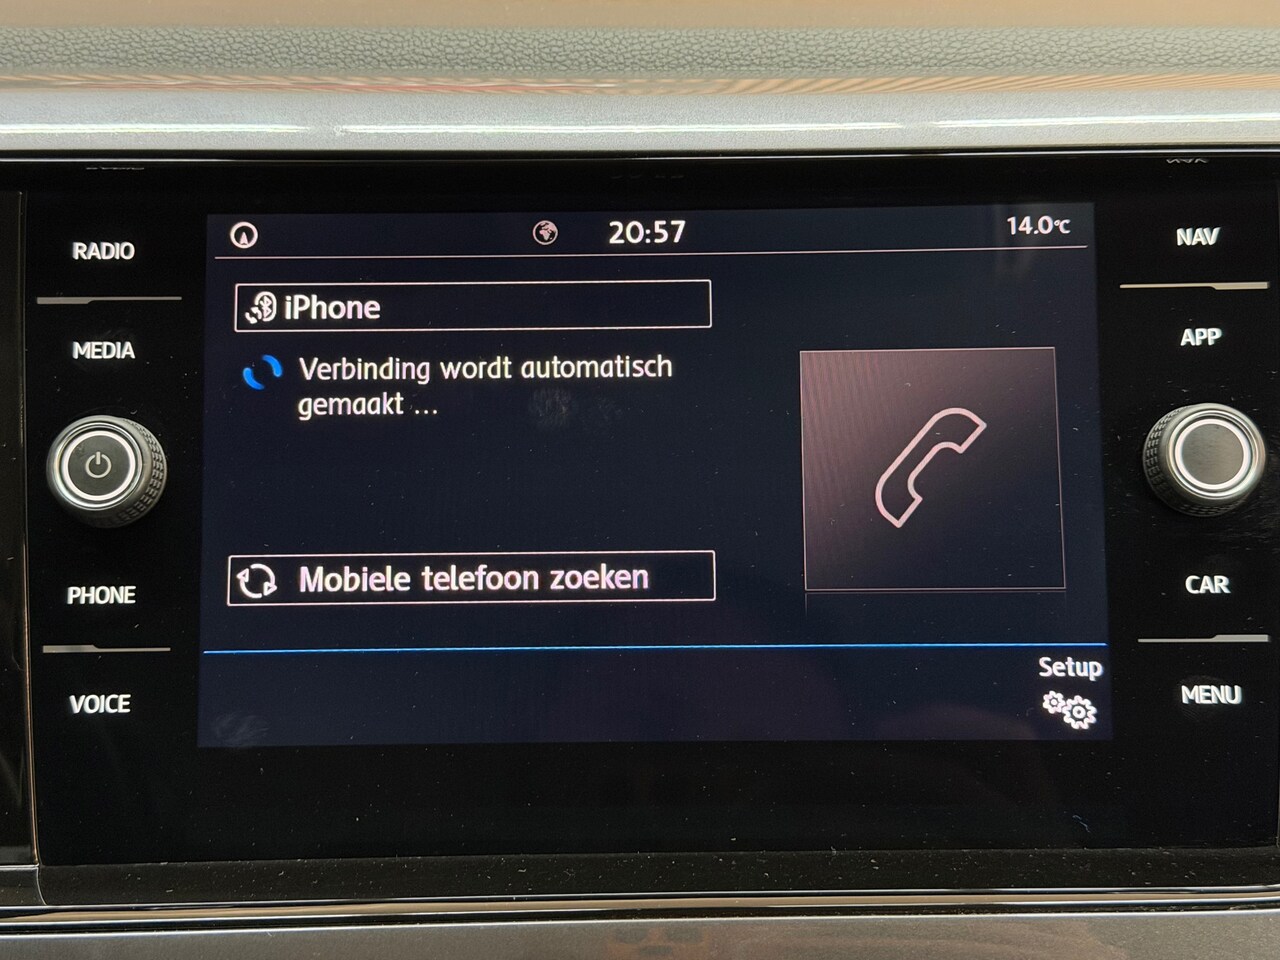 20:57
14.0°C
RADIO
NAV
iPhone
MEDIA
APP
Verbinding wordt automatisch
gemaakt ...
Mobiele telefoon zoeken
PHONE
CAR
Setup
VOICE
MENU